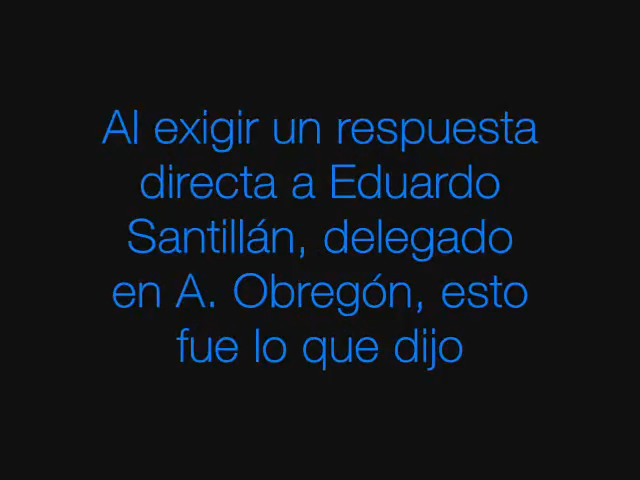 Al exigir un respuesta
directa a Eduardo
Santillán, delegado
en A. Obregón, esto
fue lo que dijo